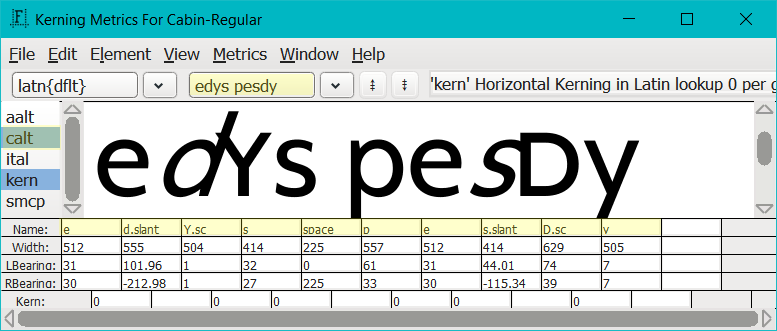 Kerning Metrics For Cabin-Regular
File Edit Element View Metrics Window Help
latn{dflt} edys pesdy 'kern' Horizontal Kerning in Latin lookup 0 per g
aalt
calt
ital
kern
smcp
edYs pesDy
Name: e d.slant Y.sc s space p e s.slant D.sc y
Width: 512 555 504 414 225 557 512 414 629 505
LBearing: 31 101.96 1 32 0 61 31 44.01 74 7
RBearing: 30 -212.98 1 27 225 33 30 -115.34 39 7
Kern: 0 0 0 0 0 0